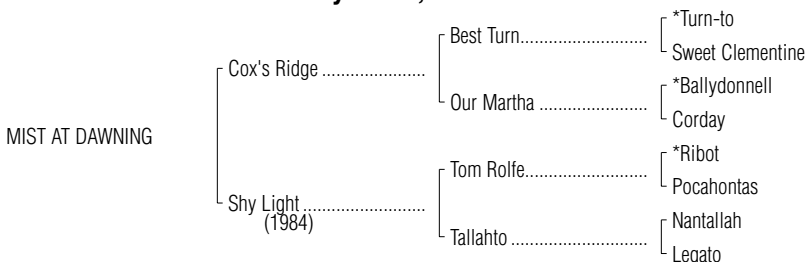 *Turn-to
Best Turn
Sweet Clementine
Cox's Ridge
*Ballydonnell
Our Martha
Corday
MIST AT DAWNING
*Ribot
Tom Rolfe
Pocahontas
Shy Light
(1984)
Nantallah
Tallahto
Legato